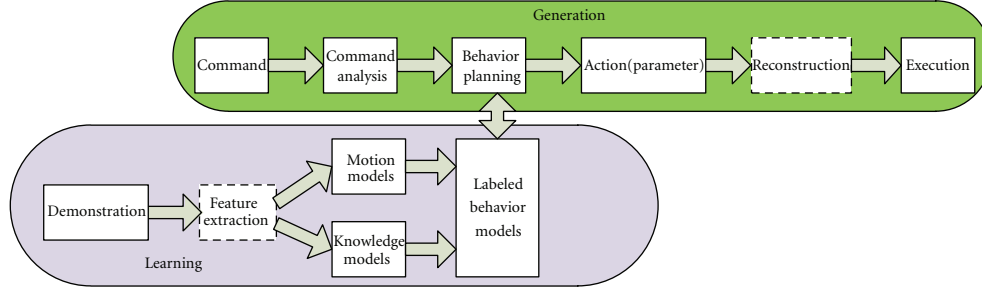 Generation
Command
Command
analysis
Behavior
planning
Action(parameter)
Reconstruction
Execution
Demonstration
Feature
extraction
Motion
models
Knowledge
models
Labeled
behavior
models
Learning